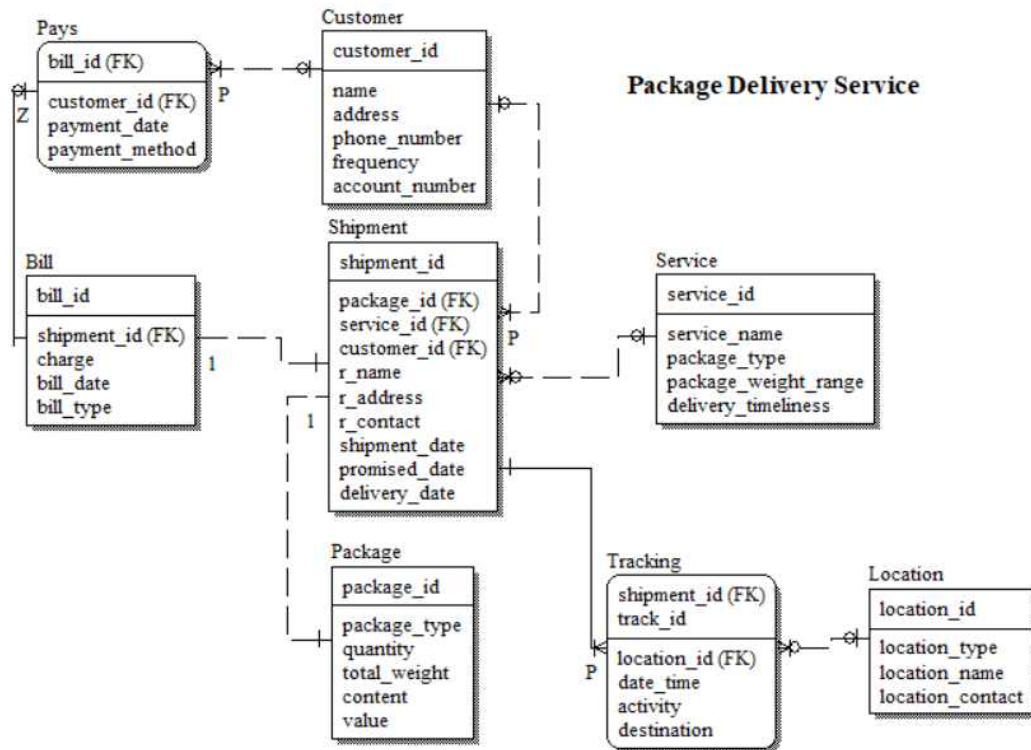 Pays
bill_id (FK)
customer_id (FK)
payment_date
payment_method
Z
P
Customer
customer_id
name
address
phone_number
frequency
account_number
Package Delivery Service
Bill
bill_id
shipment_id (FK)
charge
bill_date
bill_type
1
Shipment
shipment_id
package_id (FK)
service_id (FK)
customer_id (FK)
r_name
r_address
r_contact
shipment_date
promised_date
delivery_date
P
1
Service
service_id
service_name
package_type
package_weight_range
delivery_timeliness
Package
package_id
package_type
quantity
total_weight
content
value
Tracking
shipment_id (FK)
track_id
location_id (FK)
date_time
activity
destination
P
Location
location_id
location_type
location_name
location_contact